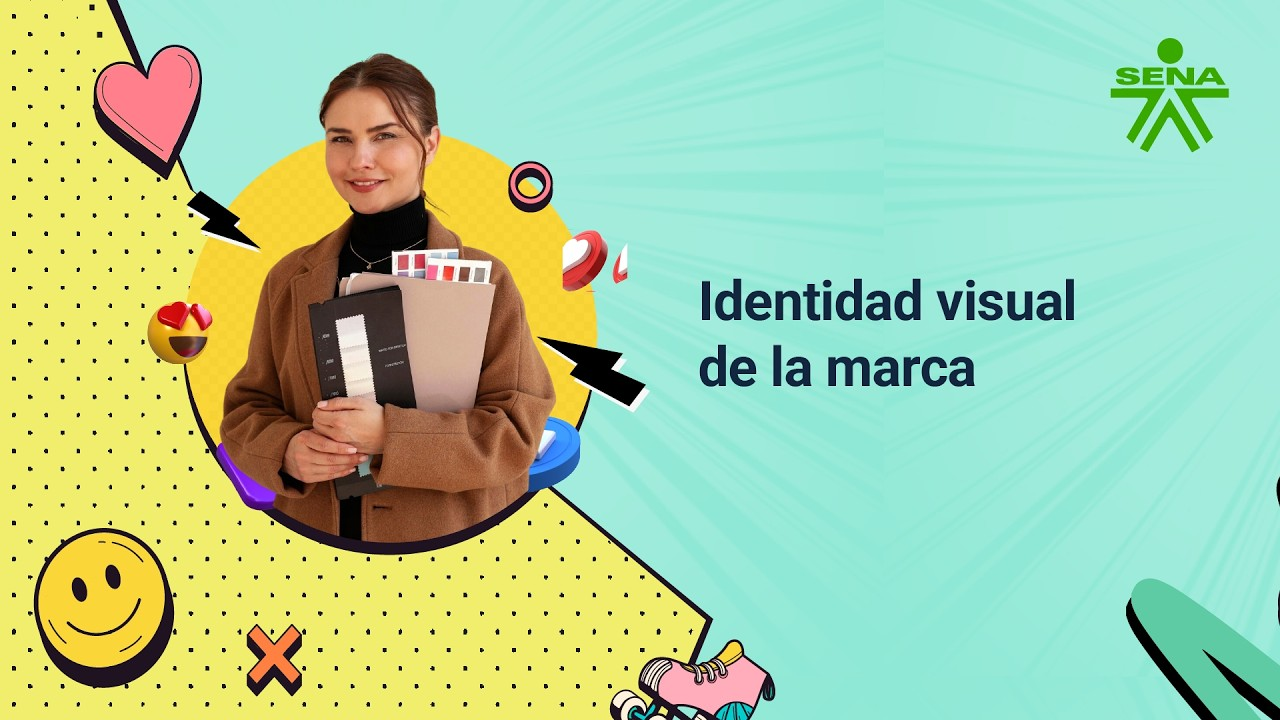 SENA
Identidad visual
de la marca